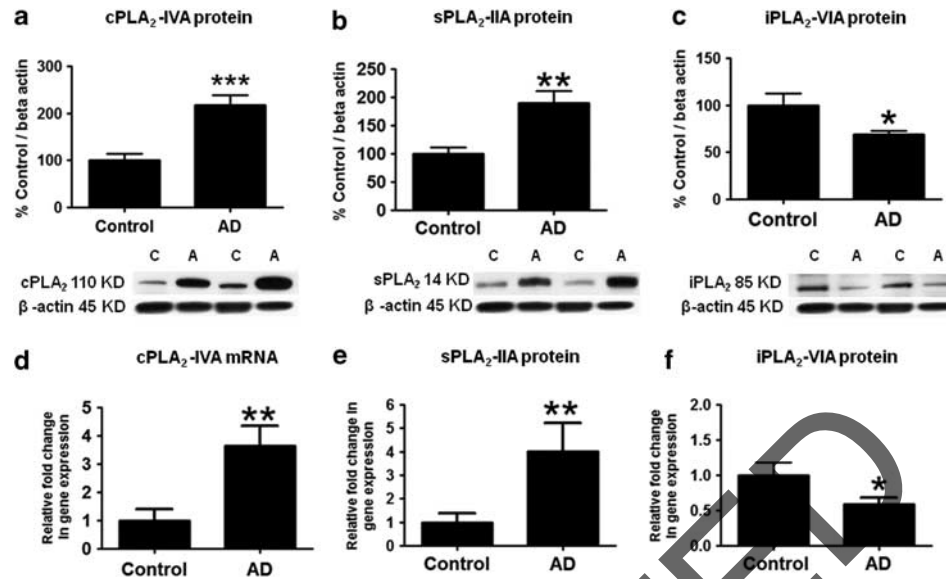 a
cPLA₂-IVA protein
% Control / beta actin
300
200
100
0
***
Control
AD
C A C A
cPLA₂ 110 KD
β -actin 45 KD
b
sPLA₂-IIA protein
% Control / beta actin
250
200
150
100
50
0
**
Control
AD
C A C A
sPLA₂ 14 KD
β -actin 45 KD
c
iPLA₂-VIA protein
% Control / beta actin
150
100
50
0
*
Control
AD
C A C A
iPLA₂ 85 KD
β -actin 45 KD
d
cPLA₂-IVA mRNA
Relative fold change
In gene expression
5
4
3
2
1
0
**
Control
AD
e
sPLA₂-IIA protein
Relative fold change In
gene expression
6
5
4
3
2
1
0
**
Control
AD
f
iPLA₂-VIA protein
Relative fold change
In gene expression
2.0
1.5
1.0
0.5
0.0
*
Control
AD